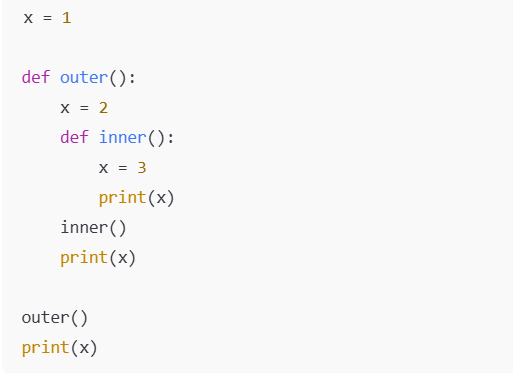 x = 1

def outer():
    x = 2
    def inner():
        x = 3
        print(x)
    inner()
    print(x)

outer()
print(x)